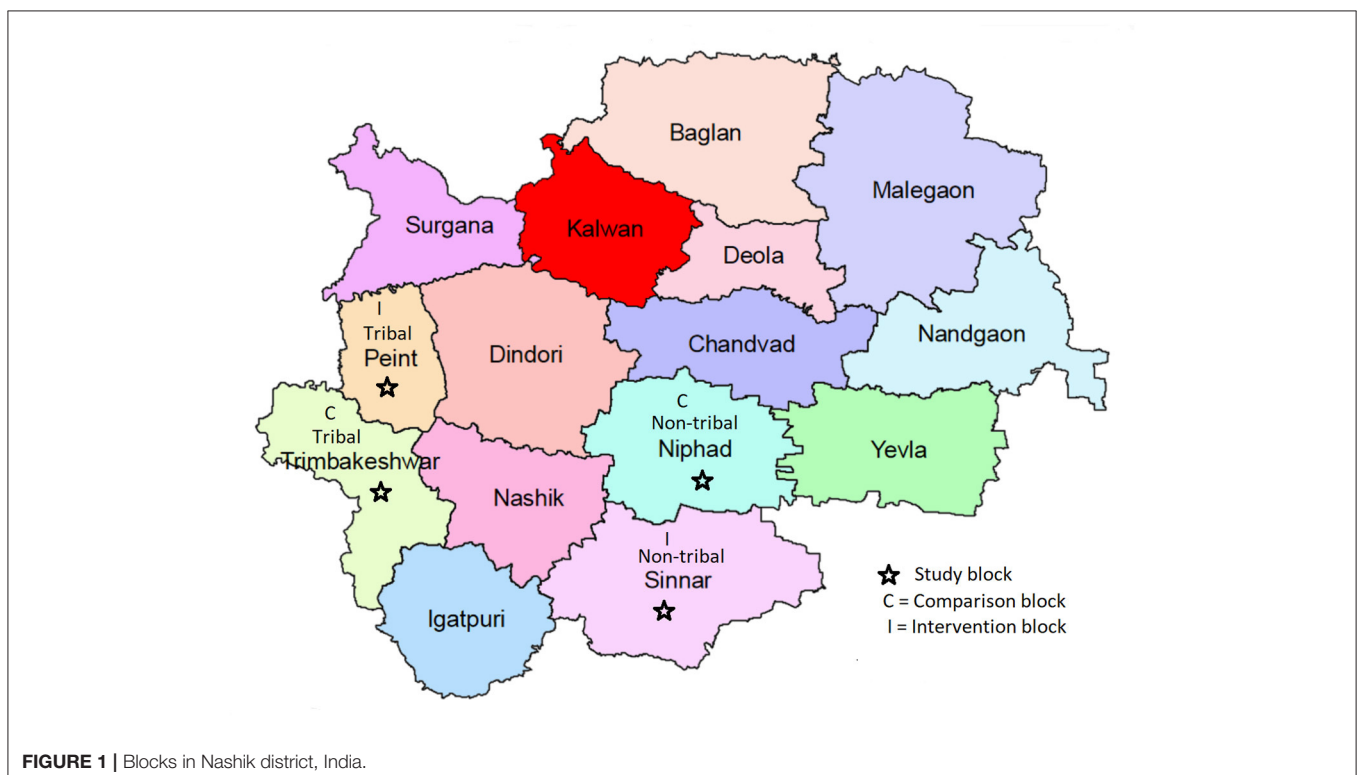 Baglan
Malegaon
Surgana
Kalwan
Deola
I
Tribal
Peint
Dindori
Chandvad
Nandgaon
C
Tribal
Trimbakeshwar
C
Non-tribal
Niphad
Yevla
Nashik
I
Non-tribal
Sinnar
Igatpuri
Study block
C = Comparison block
I = Intervention block
FIGURE 1 | Blocks in Nashik district, India.